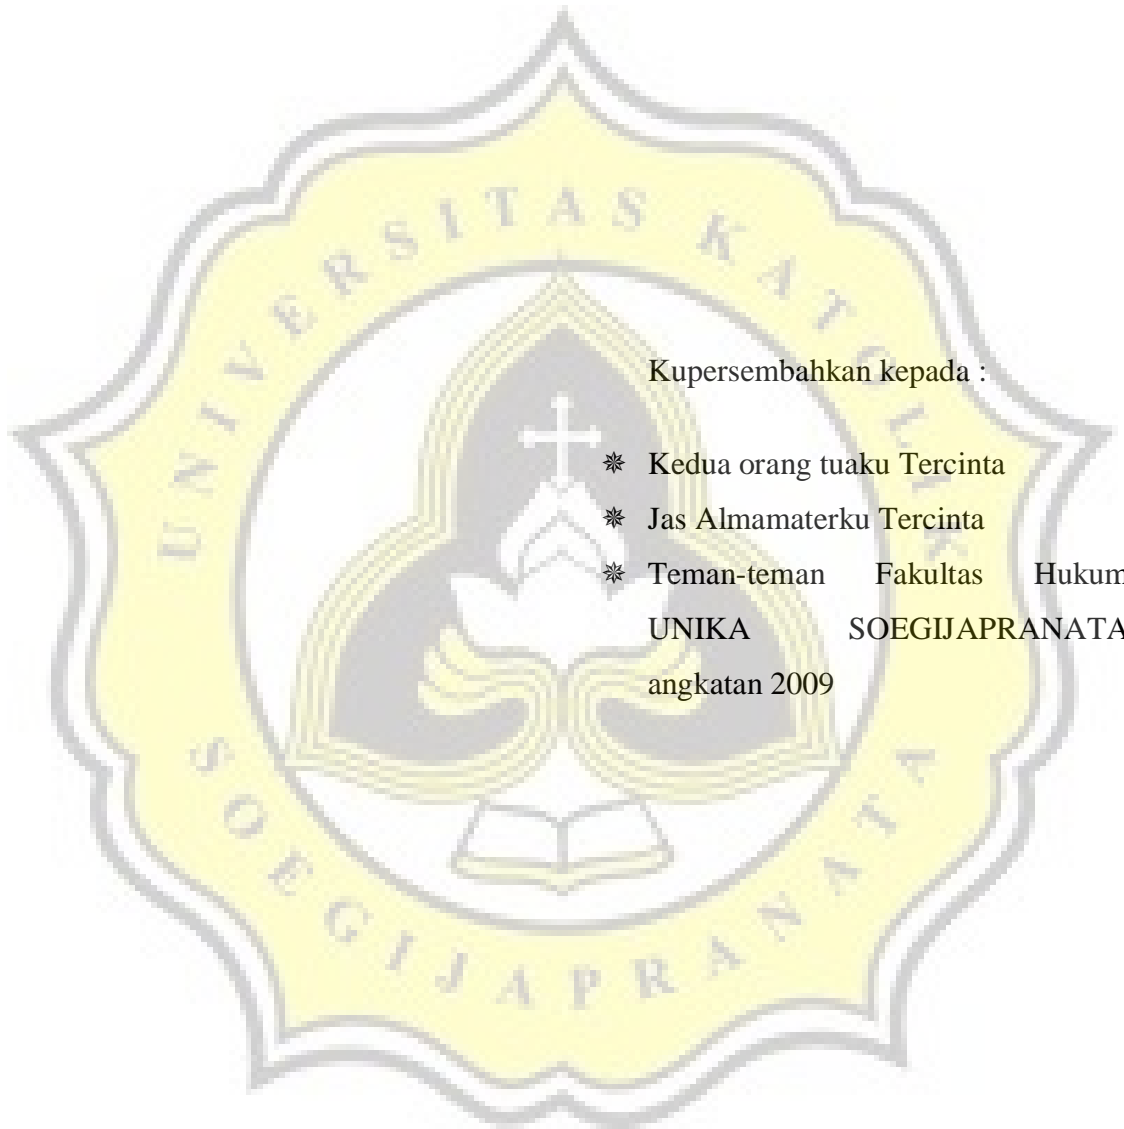 UNIVERSITAS KATOLIK
Kupersembahkan kepada :
❋ Kedua orang tuaku Tercinta
❋ Jas Almamaterku Tercinta
❋ Teman-teman Fakultas Hukum
UNIKA SOEGIJAPRANATA
angkatan 2009
SOEGIJAPRANATA